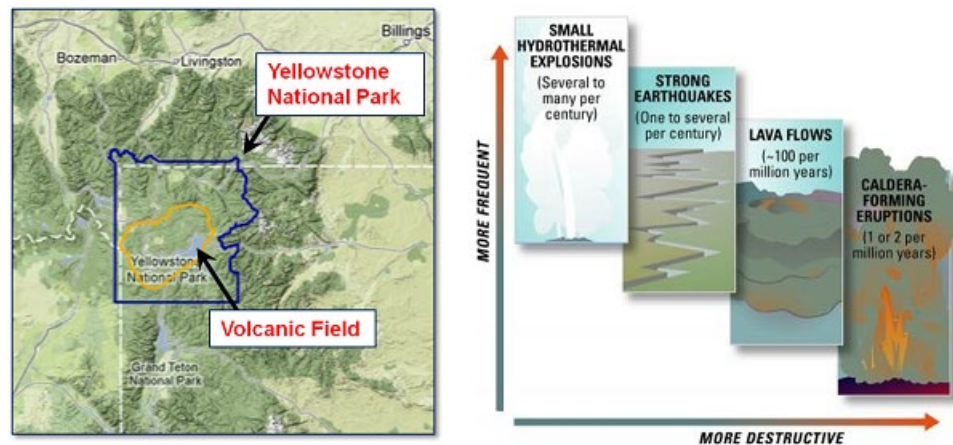 Billings
Bozeman
Livingston
Yellowstone
National Park
Yellowstone
National Park
Volcanic Field
Grand Teton
National Park
MORE FREQUENT
SMALL
HYDROTHERMAL
EXPLOSIONS
(Several to
many per
century)
STRONG
EARTHQUAKES
(One to several
per century)
LAVA FLOWS
(~100 per
million years)
CALDERA-
FORMING
ERUPTIONS
(1 or 2 per
million years)
MORE DESTRUCTIVE